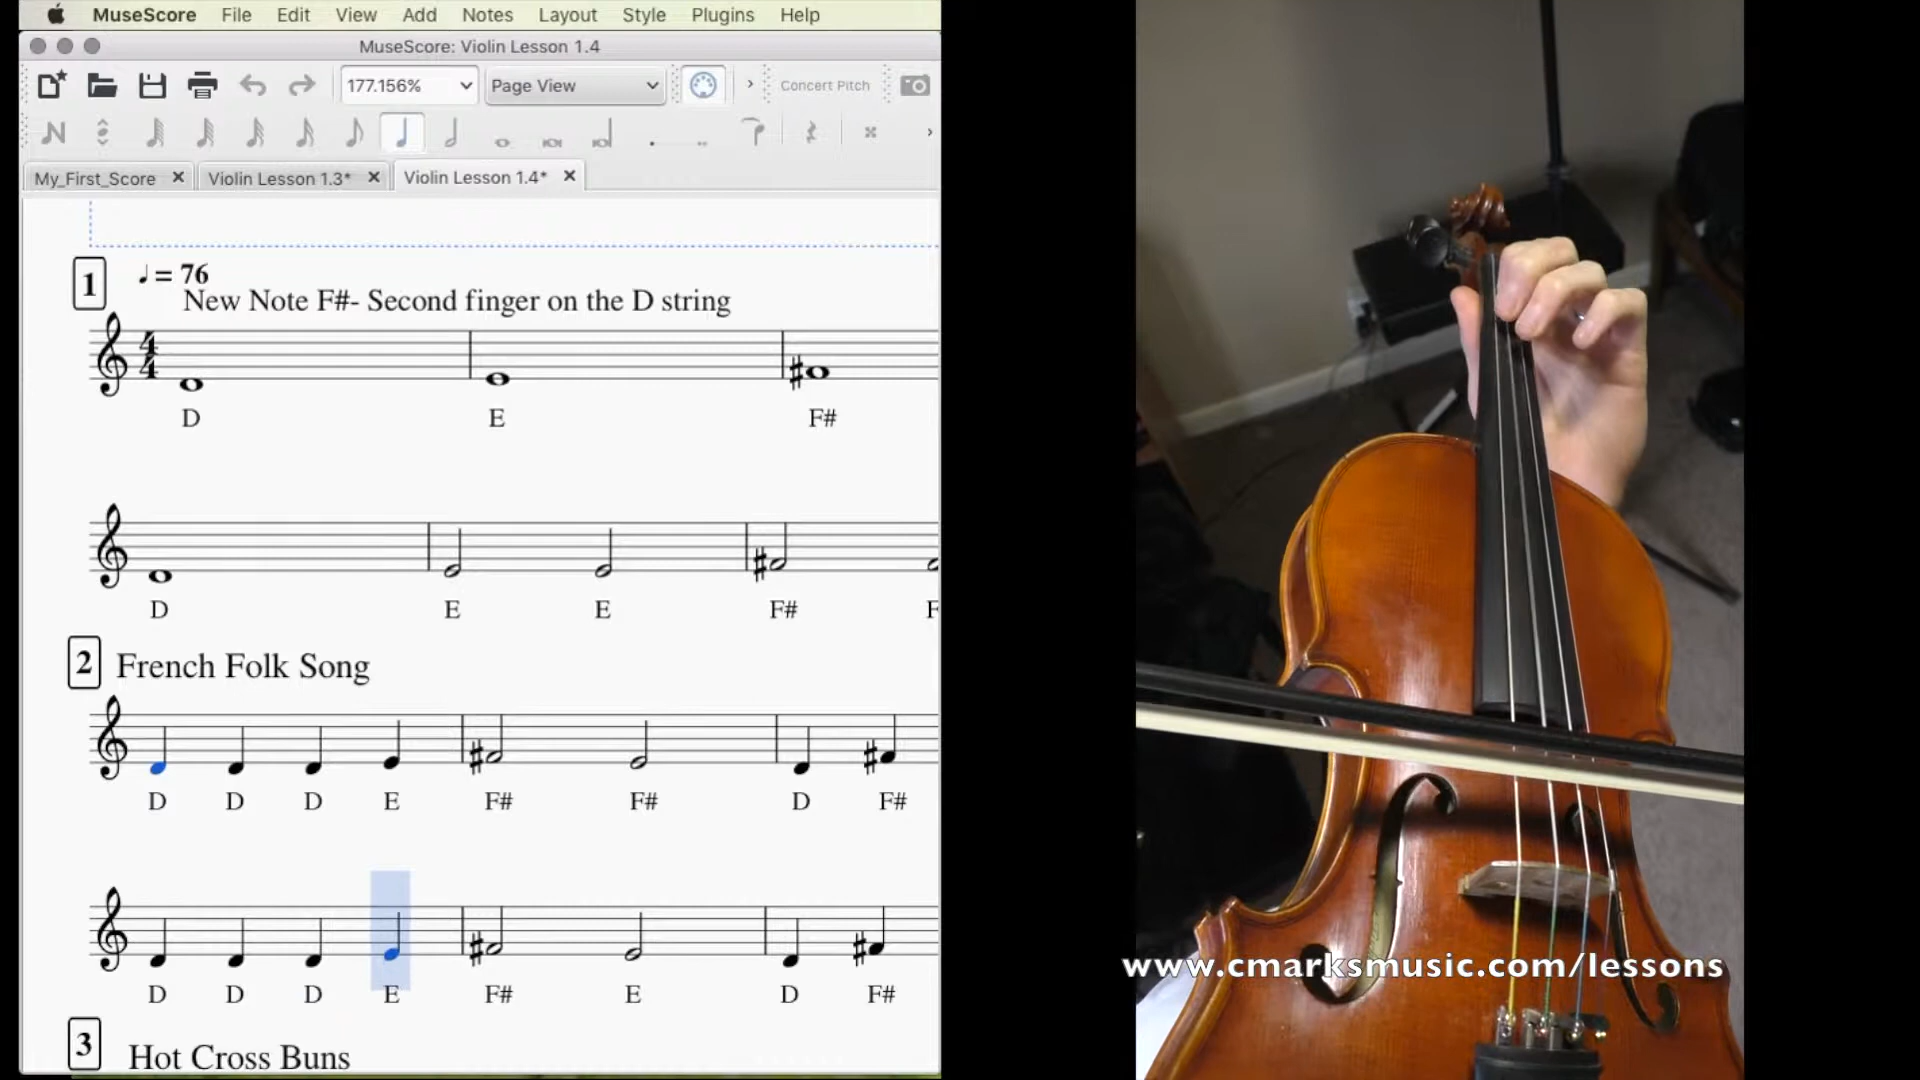 MuseScore File Edit View Add Notes Layout Style Plugins Help
MuseScore: Violin Lesson 1.4
177.156% Page View Concert Pitch
My_First_Score Violin Lesson 1.3* Violin Lesson 1.4*
1 ♩ = 76
New Note F#- Second finger on the D string
4
4
D E F#
D E E F# F
2 French Folk Song
D D D E F# F# D F#
D D D E F# E D F#
3 Hot Cross Buns
www.cmarksmusic.com/lessons